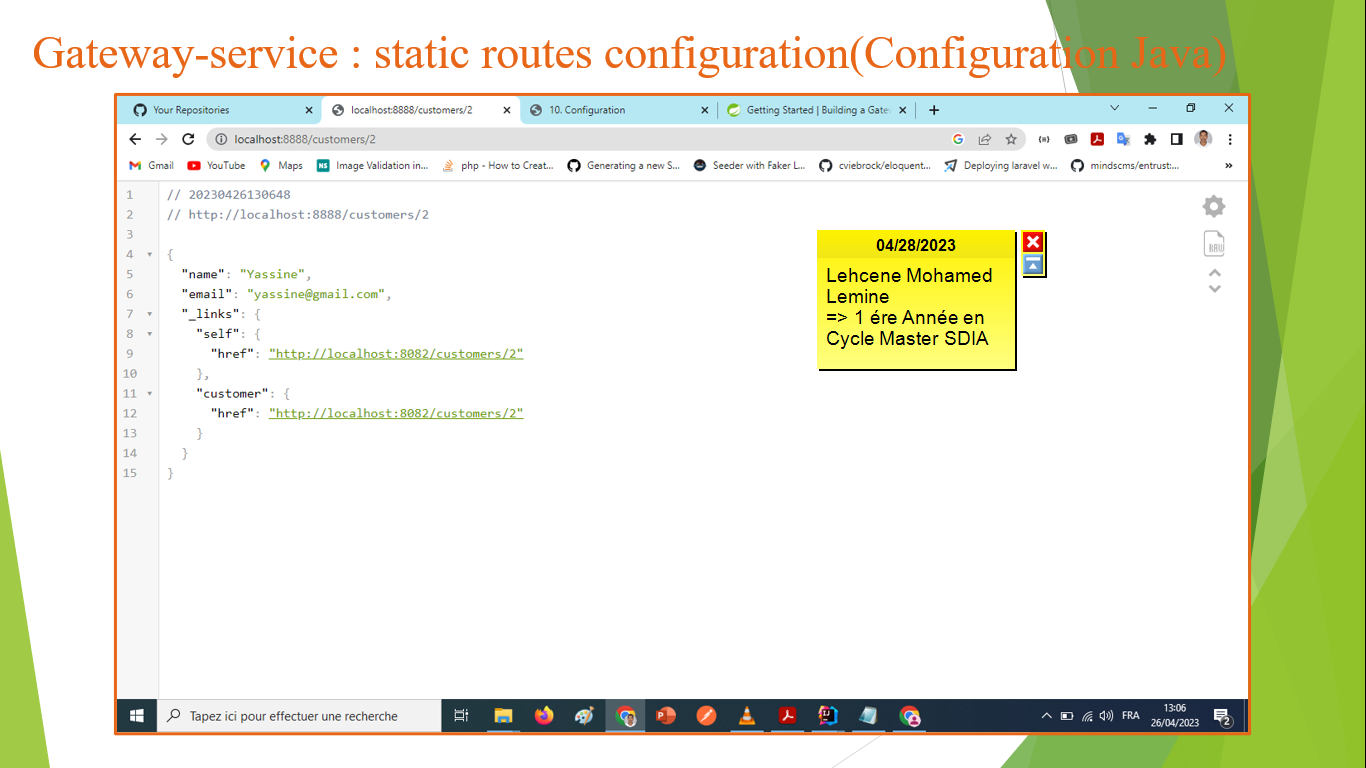 Gateway-service : static routes configuration(Configuration Java)
Your Repositories
localhost:8888/customers/2
10. Configuration
Getting Started | Building a Gate
localhost:8888/customers/2
Gmail
YouTube
Maps
Image Validation in...
php - How to Creat...
Generating a new S...
Seeder with Faker L...
cviebrock/eloquent...
Deploying laravel w...
mindscms/entrust:...
»
1 // 20230426130648
2 // http://localhost:8888/customers/2
3
4 {
5 "name": "Yassine",
6 "email": "yassine@gmail.com",
7 "_links": {
8 "self": {
9 "href": "http://localhost:8082/customers/2"
10 },
11 "customer": {
12 "href": "http://localhost:8082/customers/2"
13 }
14 }
15 }
RAW
04/28/2023
Lehcene Mohamed
Lemine
=> 1 ére Année en
Cycle Master SDIA
Tapez ici pour effectuer une recherche
FRA
13:06
26/04/2023
2